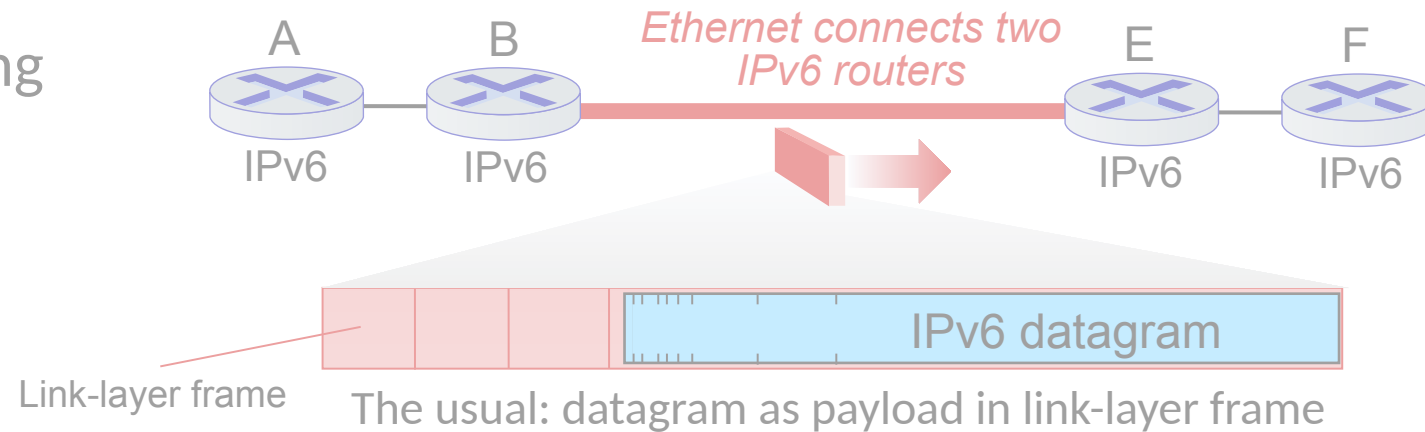 ng
A
B
Ethernet connects two
IPv6 routers
E
F
IPv6
IPv6
IPv6
IPv6
IPv6 datagram
Link-layer frame
The usual: datagram as payload in link-layer frame